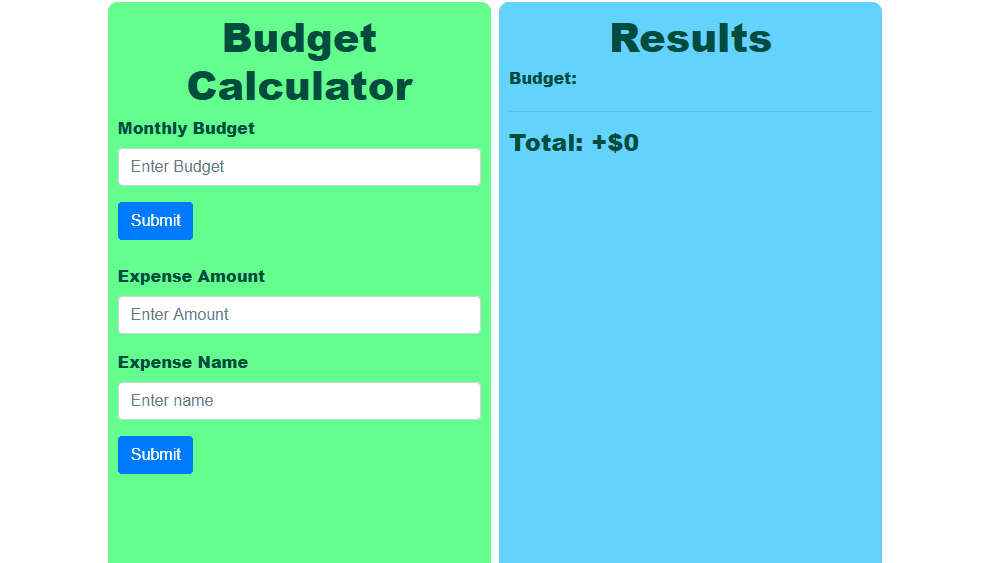 Budget
Calculator
Monthly Budget
Enter Budget
Submit
Expense Amount
Enter Amount
Expense Name
Enter name
Submit
Results
Budget:
Total: +$0